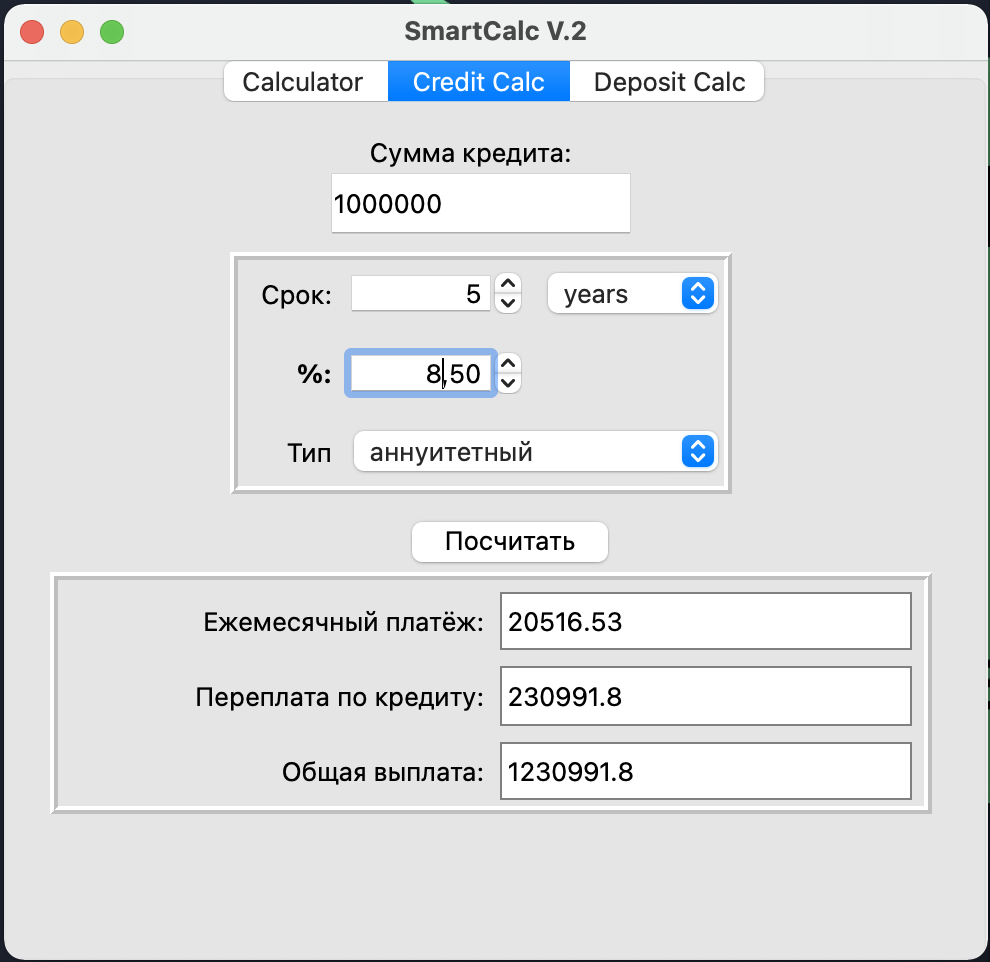 SmartCalc V.2
Calculator Credit Calc Deposit Calc
Сумма кредита:
1000000
Срок: 5 years
%: 8,50
Тип аннуитетный
Посчитать
Ежемесячный платёж: 20516.53
Переплата по кредиту: 230991.8
Общая выплата: 1230991.8